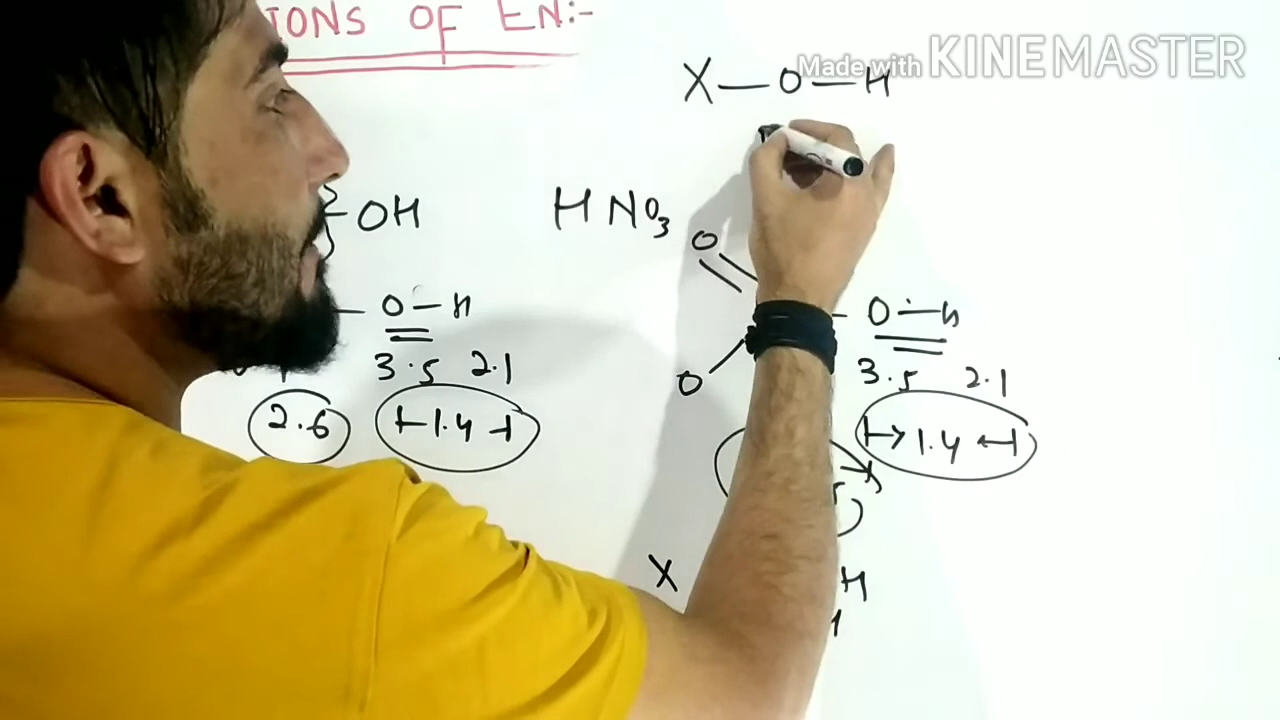 IONS OF EN:-
Made with KINEMASTER
X — O — H
} - OH
HNO3
O
— O — H
- O — H
3.5 2.1
O
3.5 2.1
2.6
1.4
1.4
X
H